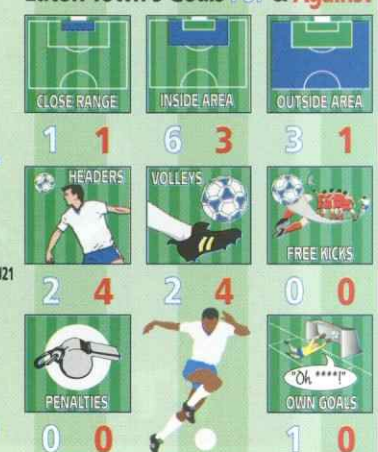 Town's Goals For & Against
CLOSE RANGE INSIDE AREA OUTSIDE AREA
1 1 6 3 3 1
HEADERS VOLLEYS FREE KICKS
2 4 2 4 0 0
PENALTIES "Oh ****!" OWN GOALS
0 0 1 0